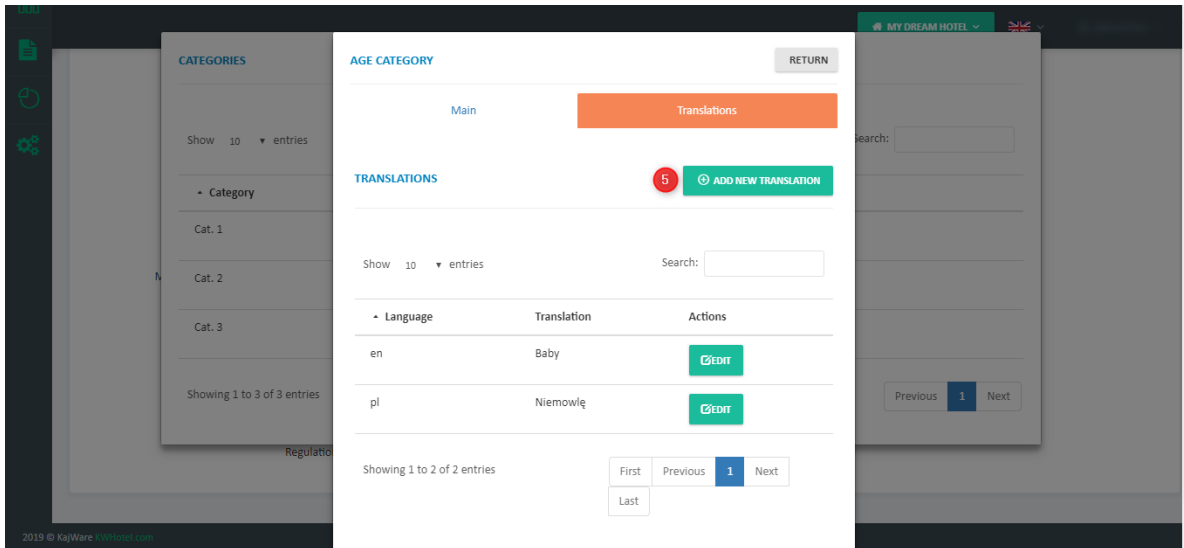 MY DREAM HOTEL
CATEGORIES
AGE CATEGORY
RETURN
Main
Translations
Show 10 entries
Search:
TRANSLATIONS
5
ADD NEW TRANSLATION
Category
Cat. 1
Cat. 2
Cat. 3
Showing 1 to 3 of 3 entries
Previous 1 Next
Show 10 entries
Search:
Language Translation Actions
en Baby EDIT
pl Niemowlę EDIT
Showing 1 to 2 of 2 entries
First Previous 1 Next
Last
2019 © KajWare KWHotel.com